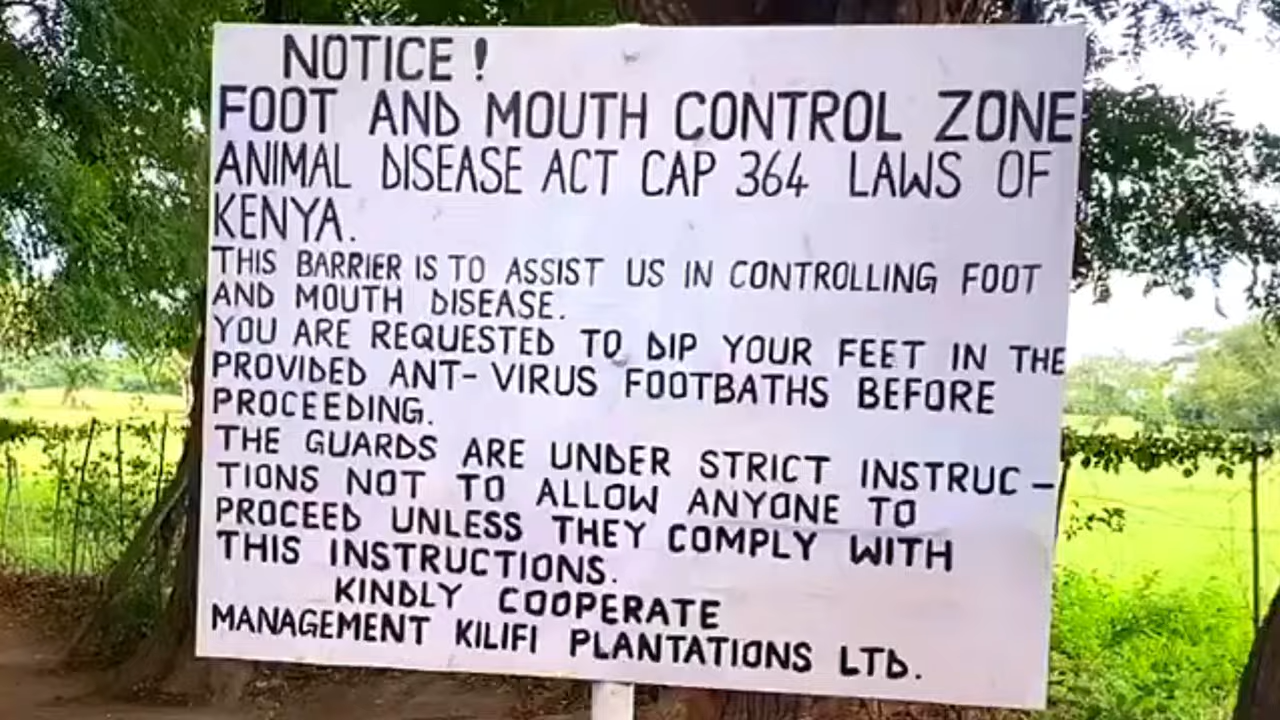 NOTICE !
FOOT AND MOUTH CONTROL ZONE
ANIMAL DISEASE ACT CAP 364 LAWS OF
KENYA.
THIS BARRIER IS TO ASSIST US IN CONTROLLING FOOT
AND MOUTH DISEASE.
YOU ARE REQUESTED TO DIP YOUR FEET IN THE
PROVIDED ANT- VIRUS FOOTBATHS BEFORE
PROCEEDING.
THE GUARDS ARE UNDER STRICT INSTRUC -
TIONS NOT TO ALLOW ANYONE TO
PROCEED UNLESS THEY COMPLY WITH
THIS INSTRUCTIONS.
KINDLY COOPERATE
MANAGEMENT KILIFI PLANTATIONS LTD.